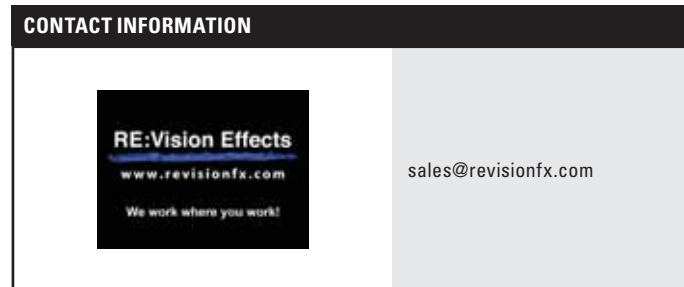 CONTACT INFORMATION
RE:Vision Effects
www.revisionfx.com
We work where you work!
sales@revisionfx.com